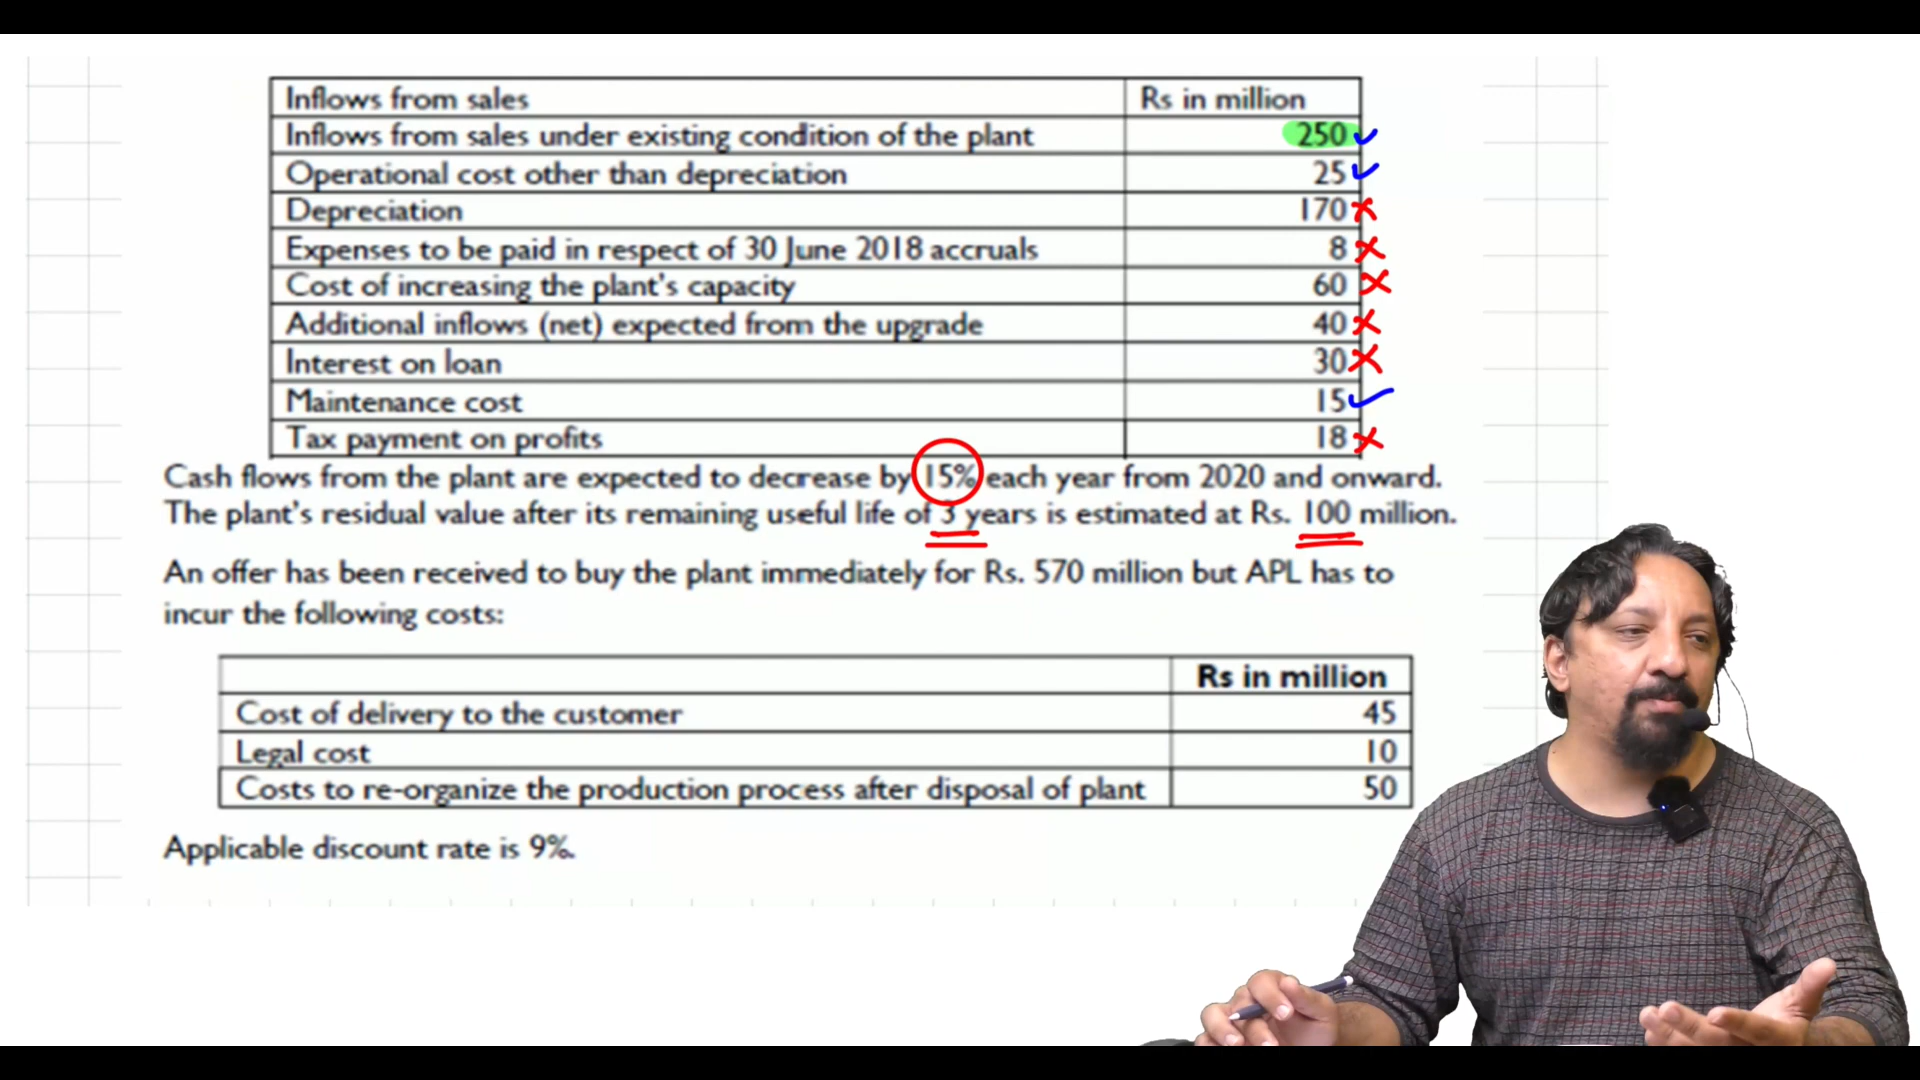 Inflows from sales Rs in million
Inflows from sales under existing condition of the plant 250
Operational cost other than depreciation 25
Depreciation 170
Expenses to be paid in respect of 30 June 2018 accruals 8
Cost of increasing the plant's capacity 60
Additional inflows (net) expected from the upgrade 40
Interest on loan 30
Maintenance cost 15
Tax payment on profits 18
Cash flows from the plant are expected to decrease by 15% each year from 2020 and onward.
The plant's residual value after its remaining useful life of 3 years is estimated at Rs. 100 million.
An offer has been received to buy the plant immediately for Rs. 570 million but APL has to
incur the following costs:
Rs in million
Cost of delivery to the customer 45
Legal cost 10
Costs to re-organize the production process after disposal of plant 50
Applicable discount rate is 9%.